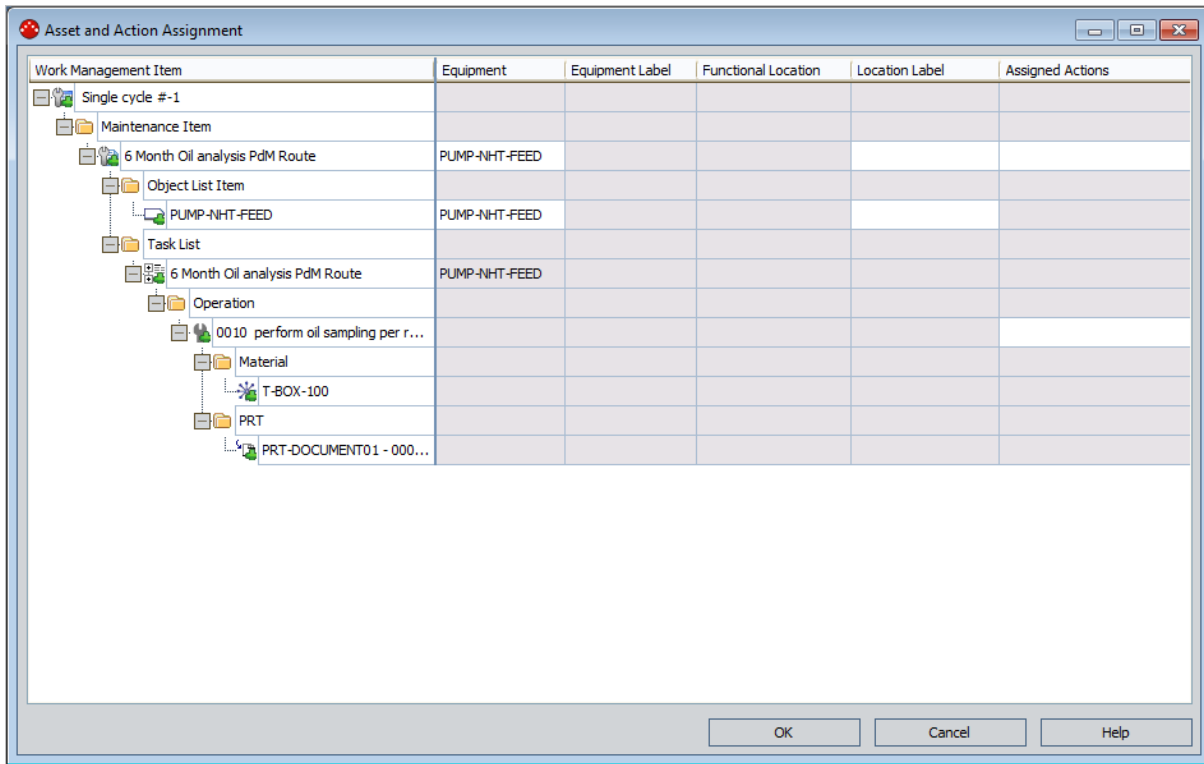 Asset and Action Assignment
Work Management Item Equipment Equipment Label Functional Location Location Label Assigned Actions
Single cycle #-1
Maintenance Item
6 Month Oil analysis PdM Route PUMP-NHT-FEED
Object List Item
PUMP-NHT-FEED PUMP-NHT-FEED
Task List
6 Month Oil analysis PdM Route PUMP-NHT-FEED
Operation
0010 perform oil sampling per r...
Material
T-BOX-100
PRT
PRT-DOCUMENT01 - 000...
OK Cancel Help